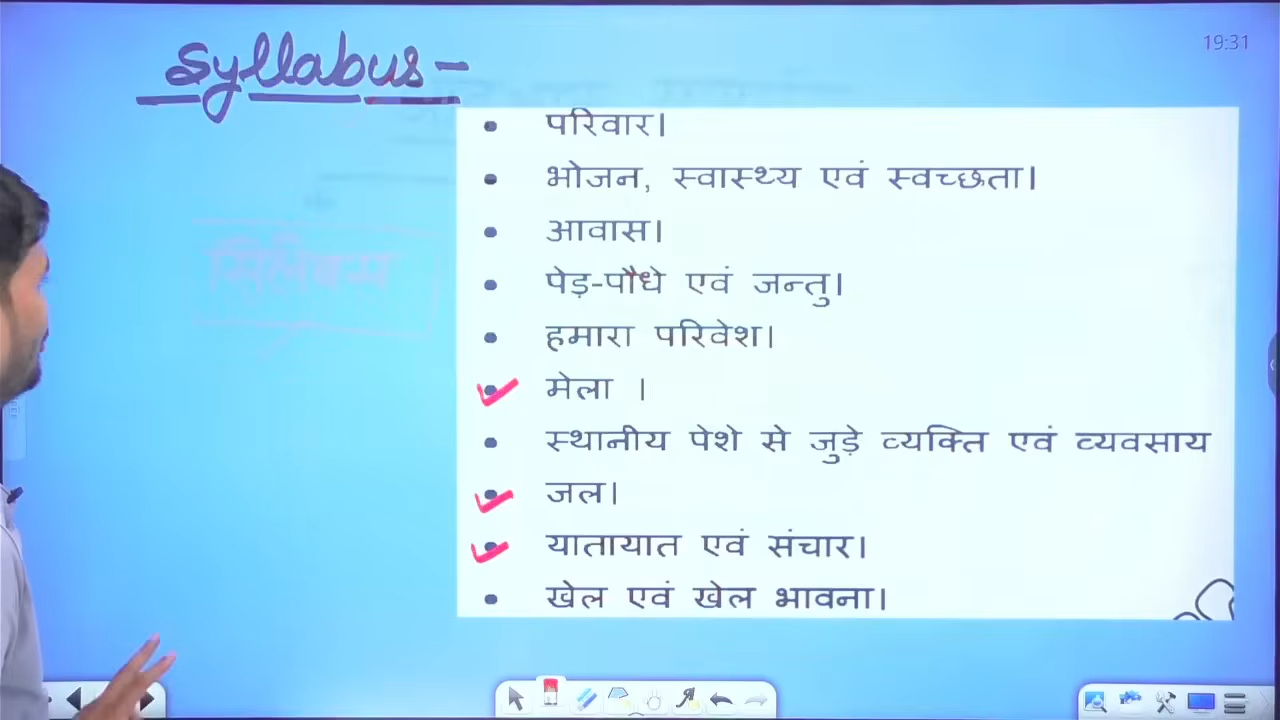 Syllabus -
19:31
• परिवार।
• भोजन, स्वास्थ्य एवं स्वच्छता।
• आवास।
• पेड़-पौधे एवं जन्तु।
• हमारा परिवेश।
• मेला ।
• स्थानीय पेशे से जुड़े व्यक्ति एवं व्यवसाय
• जल।
• यातायात एवं संचार।
• खेल एवं खेल भावना।
सिलेबस